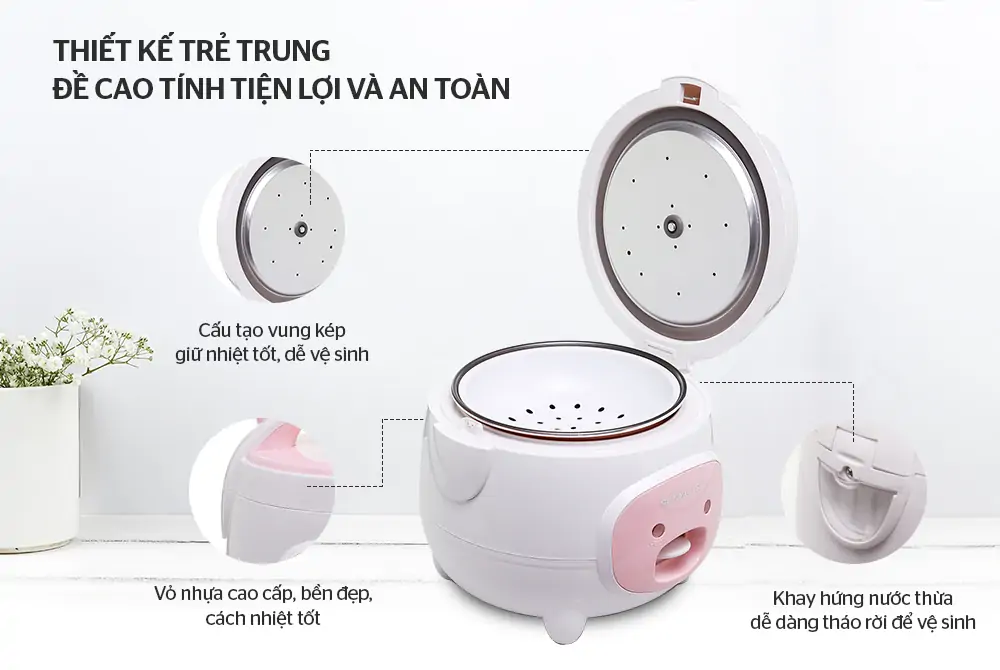 THIẾT KẾ TRẺ TRUNG
ĐỀ CAO TÍNH TIỆN LỢI VÀ AN TOÀN
Cấu tạo vung kép
giữ nhiệt tốt, dễ vệ sinh
Vỏ nhựa cao cấp, bền đẹp,
cách nhiệt tốt
Khay hứng nước thừa
dễ dàng tháo rời để vệ sinh